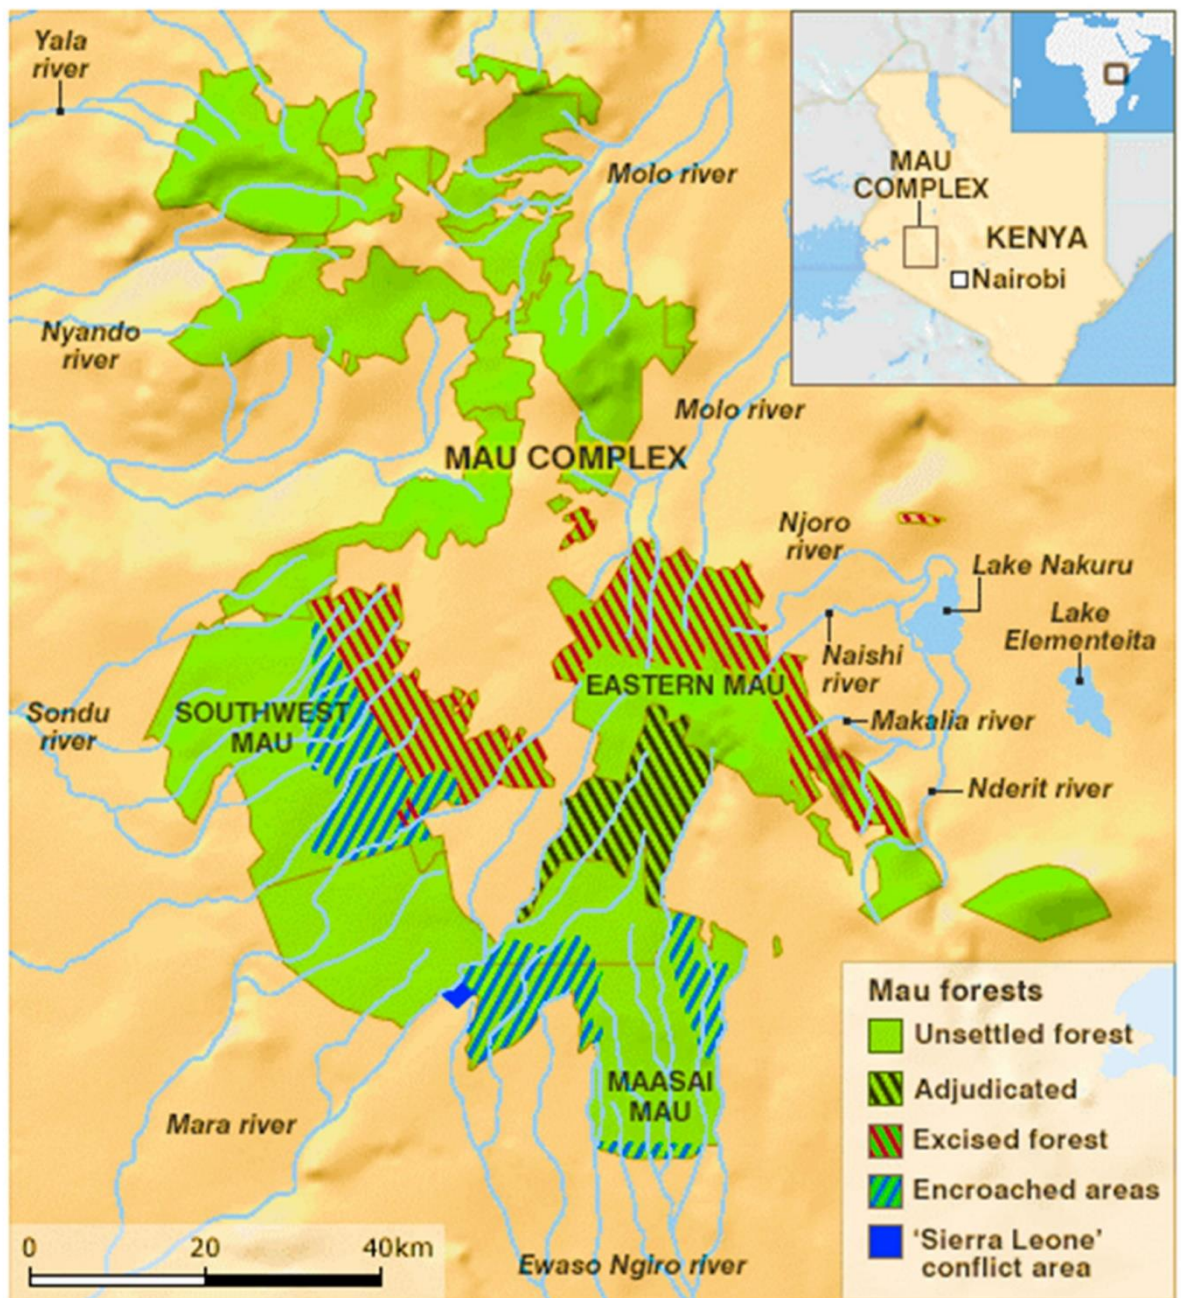 Yala
river
Molo river
MAU
COMPLEX
KENYA
Nairobi
Nyando
river
Molo river
MAU COMPLEX
Njoro
river
Lake Nakuru
Lake
Elementeita
Naishi
river
EASTERN MAU
Sondu
river
SOUTHWEST
MAU
Makalia river
Nderit river
Mau forests
Unsettled forest
Adjudicated
Excised forest
Encroached areas
‘Sierra Leone’
conflict area
MAASAI
MAU
Mara river
0 20 40km
Ewaso Ngiro river